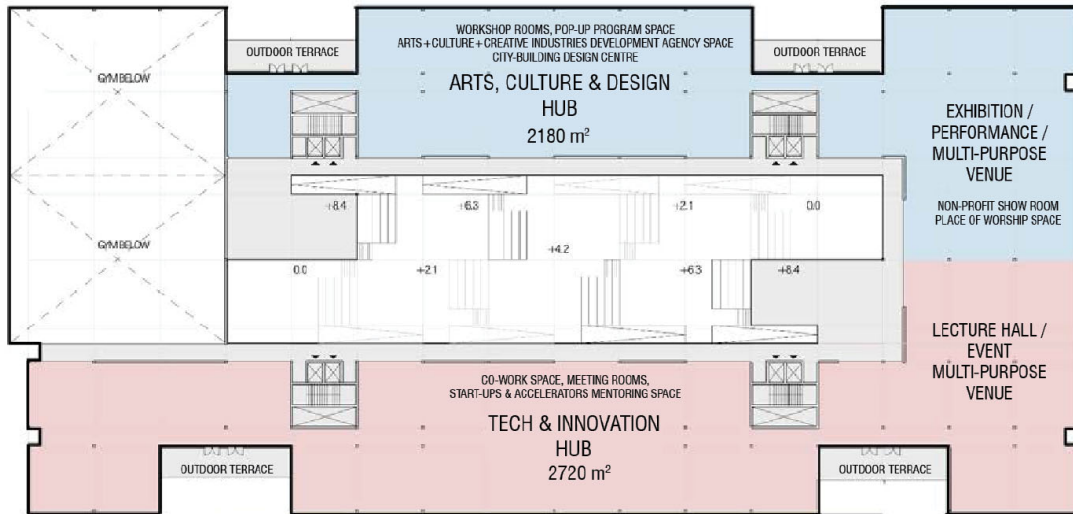 WORKSHOP ROOMS, POP-UP PROGRAM SPACE
ARTS + CULTURE + CREATIVE INDUSTRIES DEVELOPMENT AGENCY SPACE
CITY-BUILDING DESIGN CENTRE
OUTDOOR TERRACE
OUTDOOR TERRACE
GYM BELOW
ARTS, CULTURE & DESIGN
HUB
2180 m²
EXHIBITION /
PERFORMANCE /
MULTI-PURPOSE
VENUE
NON-PROFIT SHOW ROOM
PLACE OF WORSHIP SPACE
+8.4
+6.3
+2.1
0.0
GYM BELOW
+4.2
0.0
+2.1
+6.3
+8.4
LECTURE HALL /
EVENT
MULTI-PURPOSE
VENUE
CO-WORK SPACE, MEETING ROOMS,
START-UPS & ACCELERATORS MENTORING SPACE
TECH & INNOVATION
HUB
2720 m²
OUTDOOR TERRACE
OUTDOOR TERRACE